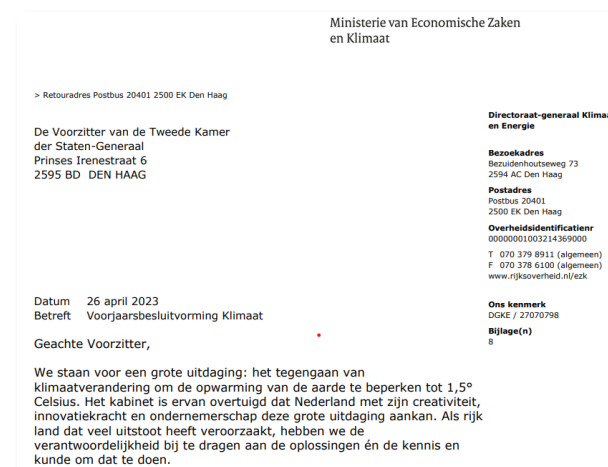 Ministerie van Economische Zaken
en Klimaat
> Retouradres Postbus 20401 2500 EK Den Haag
De Voorzitter van de Tweede Kamer
der Staten-Generaal
Prinses Irenestraat 6
2595 BD DEN HAAG
Directoraat-generaal Klimaa
en Energie
Bezoekadres
Bezuidenhoutseweg 73
2594 AC Den Haag
Postadres
Postbus 20401
2500 EK Den Haag
Overheidsidentificatienr
00000001003214369000
T 070 379 8911 (algemeen)
F 070 378 6100 (algemeen)
www.rijksoverheid.nl/ezk
Ons kenmerk
DGKE / 27070798
Bijlage(n)
8
Datum 26 april 2023
Betreft Voorjaarsbesluitvorming Klimaat
Geachte Voorzitter,
We staan voor een grote uitdaging: het tegengaan van
klimaatverandering om de opwarming van de aarde te beperken tot 1,5°
Celsius. Het kabinet is ervan overtuigd dat Nederland met zijn creativiteit,
innovatiekracht en ondernemerschap deze grote uitdaging aankan. Als rijk
land dat veel uitstoot heeft veroorzaakt, hebben we de
verantwoordelijkheid bij te dragen aan de oplossingen én de kennis en
kunde om dat te doen.